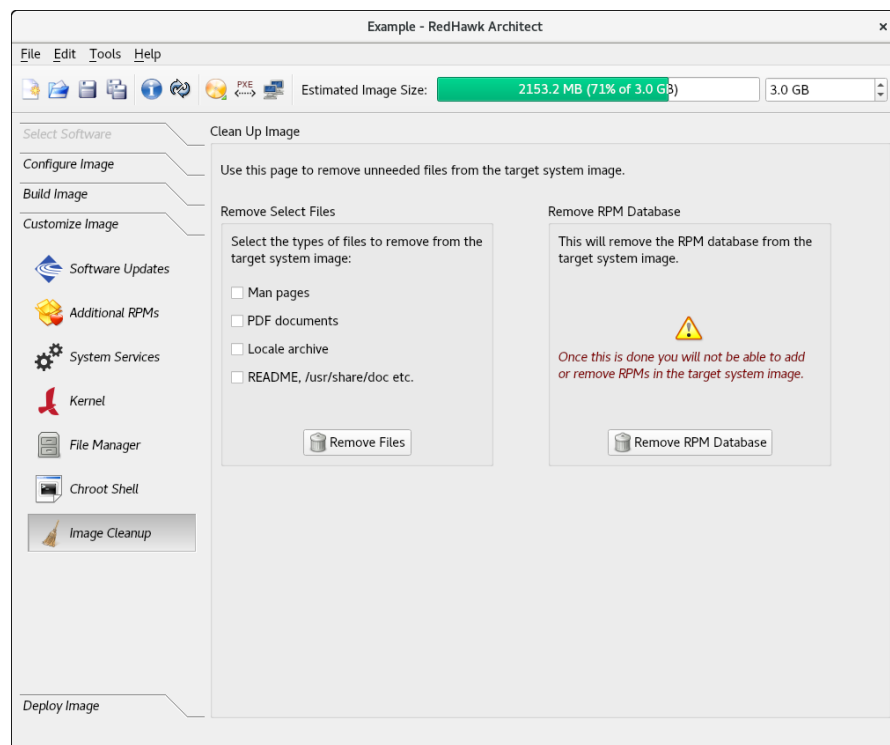 Example - RedHawk Architect
File Edit Tools Help
PXE
Estimated Image Size:
2153.2 MB (71% of 3.0 GB)
3.0 GB
Select Software
Configure Image
Build Image
Customize Image
Software Updates
Additional RPMs
System Services
Kernel
File Manager
Chroot Shell
Image Cleanup
Deploy Image
Clean Up Image
Use this page to remove unneeded files from the target system image.
Remove Select Files
Select the types of files to remove from the
target system image:
Man pages
PDF documents
Locale archive
README, /usr/share/doc etc.
Remove Files
Remove RPM Database
This will remove the RPM database from the
target system image.
Once this is done you will not be able to add
or remove RPMs in the target system image.
Remove RPM Database